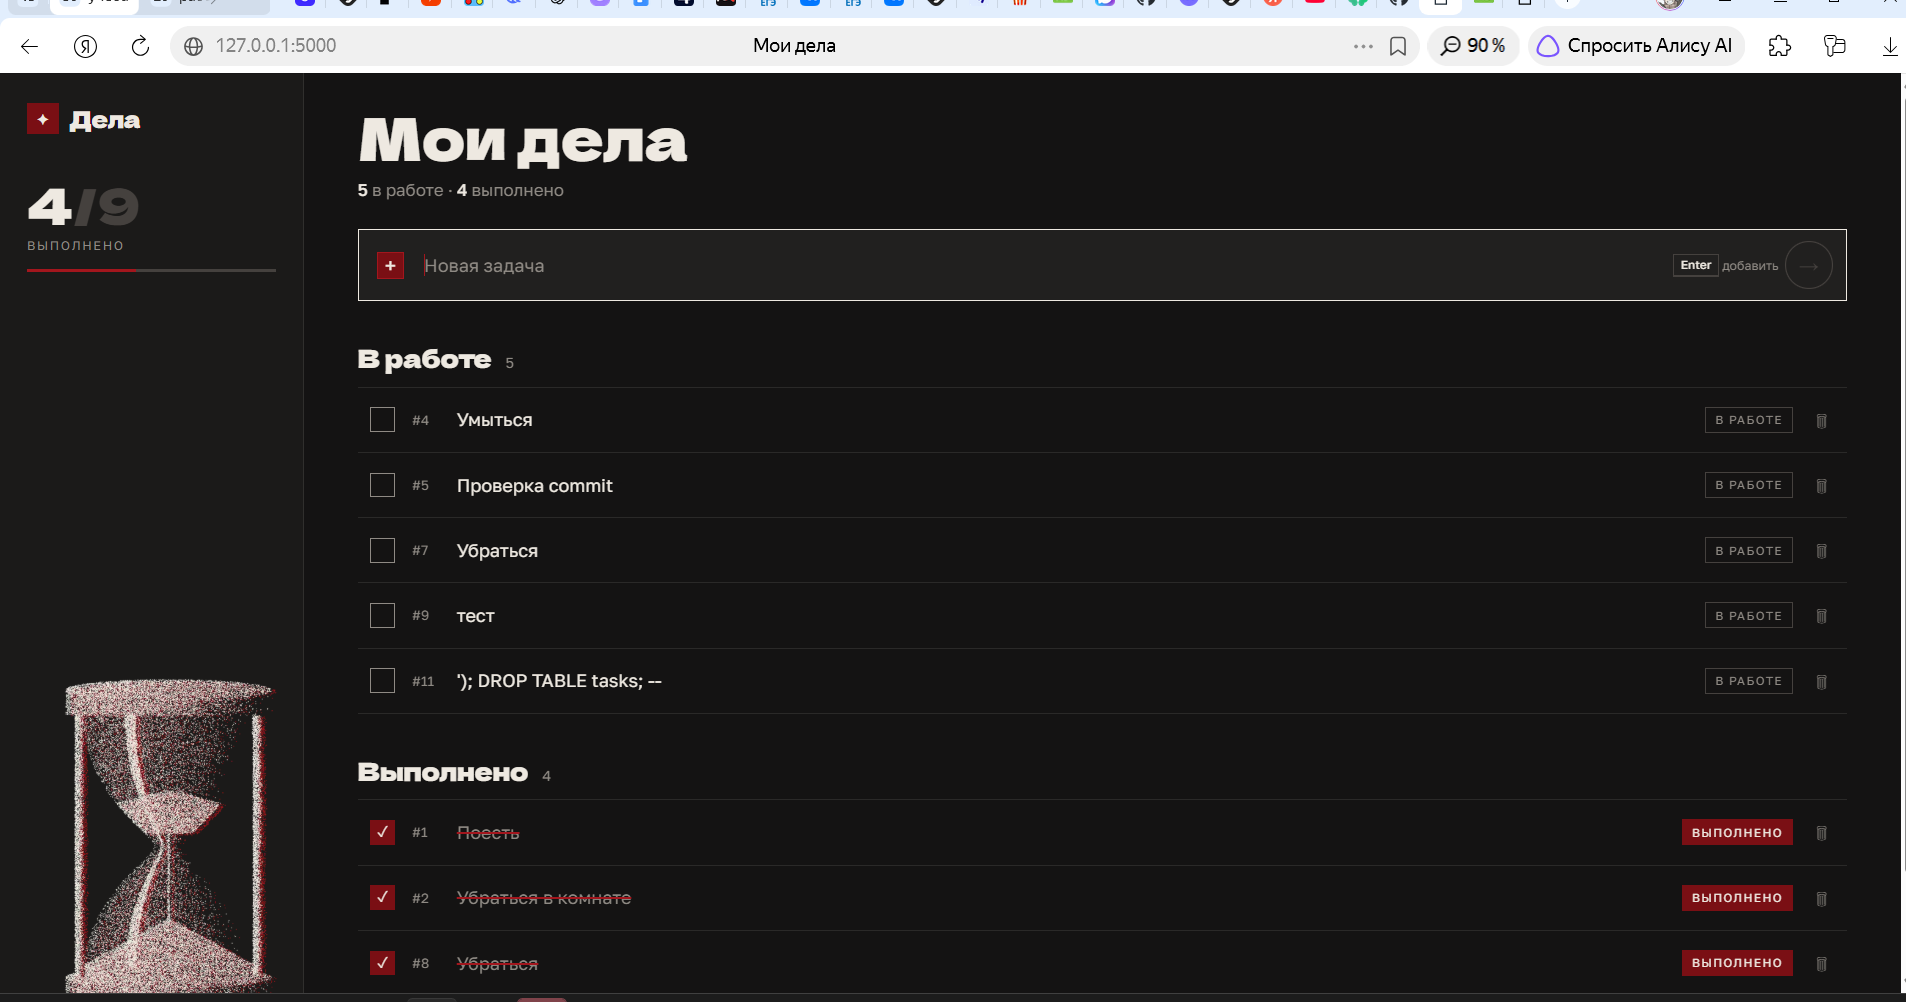 127.0.0.1:5000
Мои дела
90 %
Спросить Алису AI
Дела
4/9
ВЫПОЛНЕНО
Мои дела
5 в работе · 4 выполнено
Новая задача
Enter добавить
В работе 5
#4 Умыться В РАБОТЕ
#5 Проверка commit В РАБОТЕ
#7 Убраться В РАБОТЕ
#9 тест В РАБОТЕ
#11 '); DROP TABLE tasks; -- В РАБОТЕ
Выполнено 4
#1 Поесть ВЫПОЛНЕНО
#2 Убраться в комнате ВЫПОЛНЕНО
#8 Убраться ВЫПОЛНЕНО